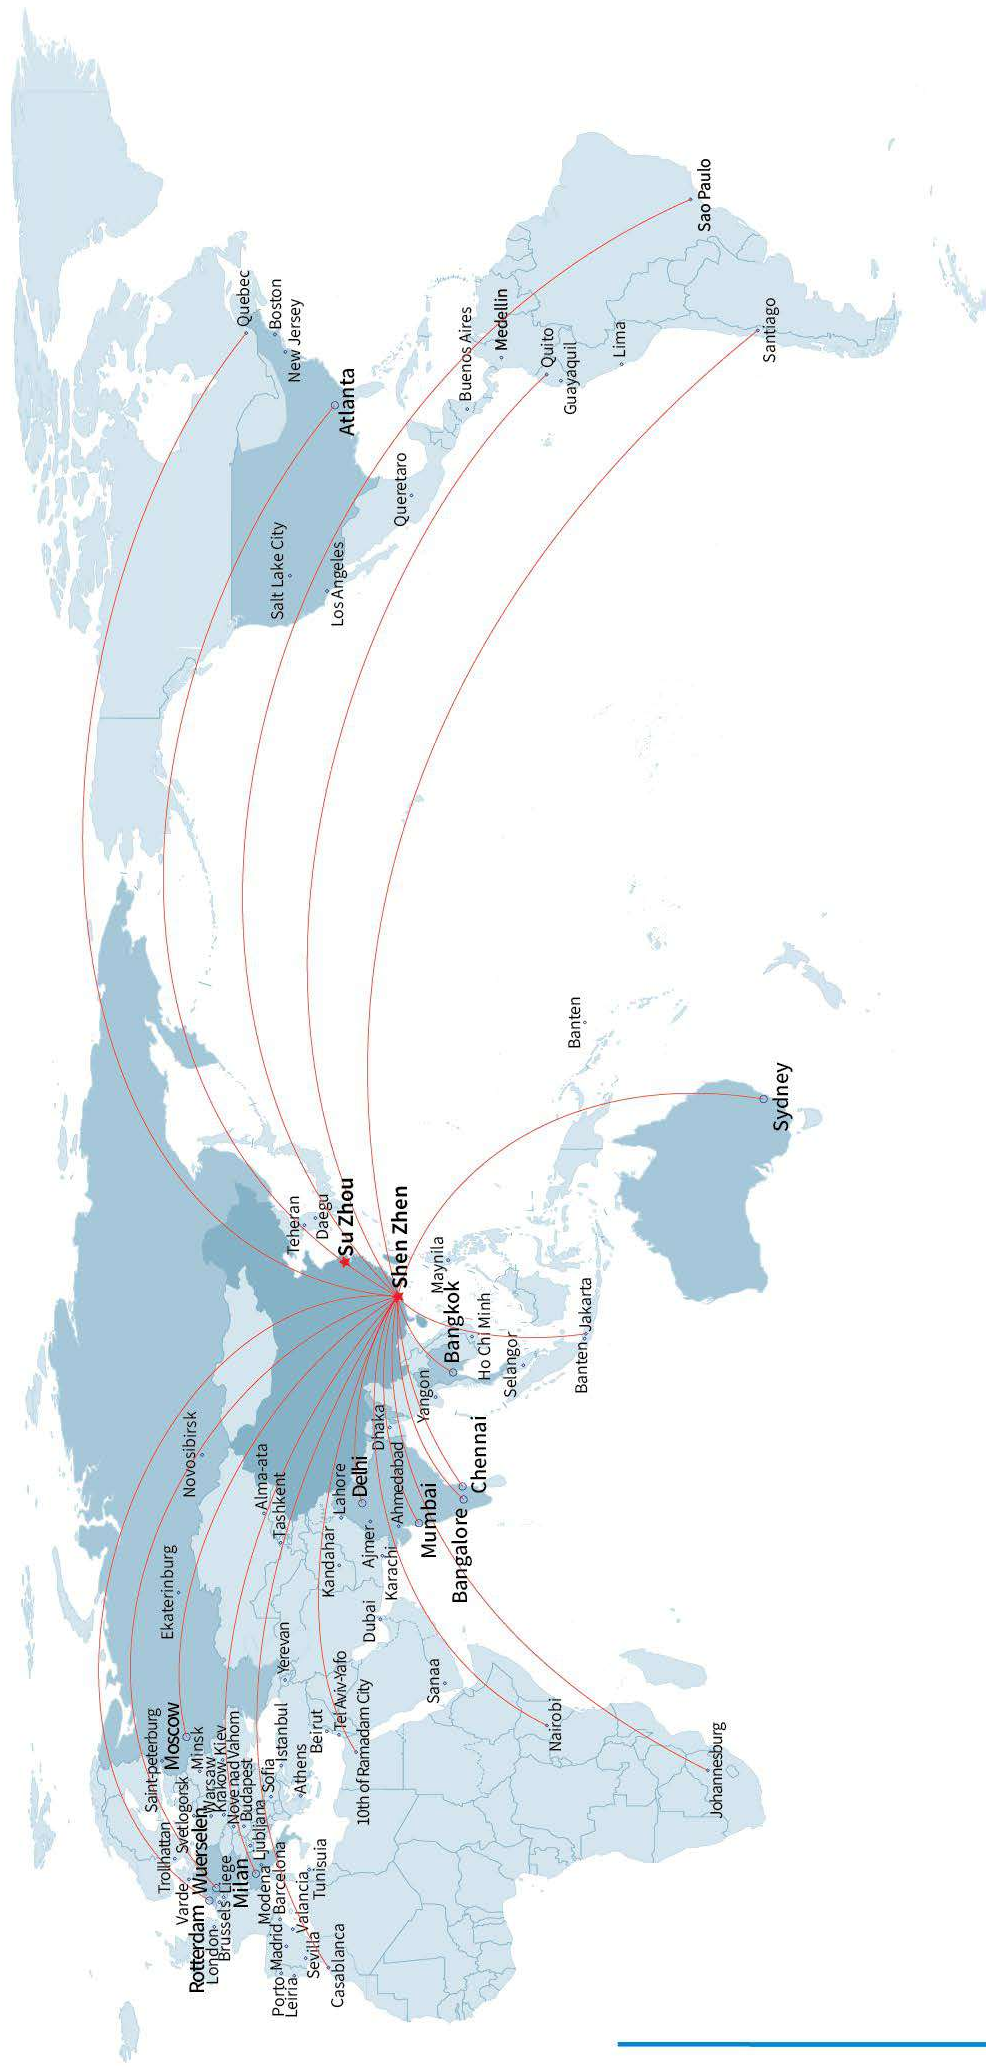 Trollhattan
Saint-peterburg
Ekaterinburg
Novosibirsk
Varde
Svetlogorsk
Moscow
Rotterdam
Wuerselen
Minsk
London
Warsaw
Brussels
Liege
Krakow
Kiev
Nove nad Vahom
Milan
Budapest
Ljubljana
Modena
Sofia
Alma-ata
Porto
Madrid
Barcelona
Istanbul
Yerevan
Tashkent
Leiria
Valancia
Athens
Sevilla
Tunisuia
Beirut
Casablanca
Tel Aviv-Yafo
10th of Ramadam City
Kandahar
Lahore
Delhi
Ajmer
Dubai
Karachi
Ahmedabad
Dhaka
Mumbai
Sanaa
Bangalore
Chennai
Yangon
Nairobi
Johannesburg
Teheran
Daegu
Su Zhou
Shen Zhen
Maynila
Bangkok
Ho Chi Minh
Selangor
Banten
Jakarta
Banten
Sydney
Quebec
Boston
New Jersey
Atlanta
Salt Lake City
Los Angeles
Queretaro
Buenos Aires
Medellin
Quito
Guayaquil
Lima
Sao Paulo
Santiago